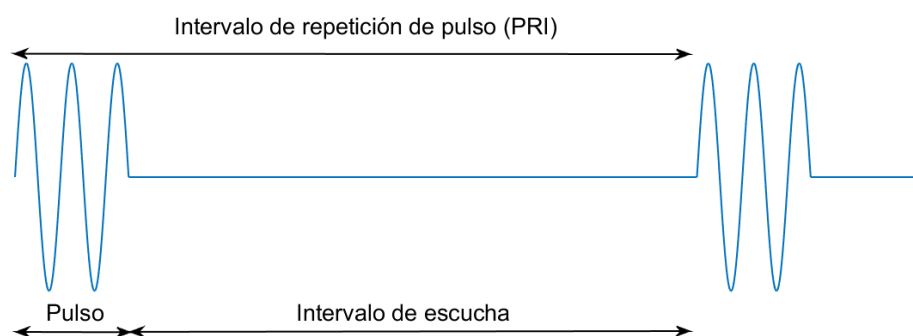 Intervalo de repetición de pulso (PRI)
Pulso
Intervalo de escucha